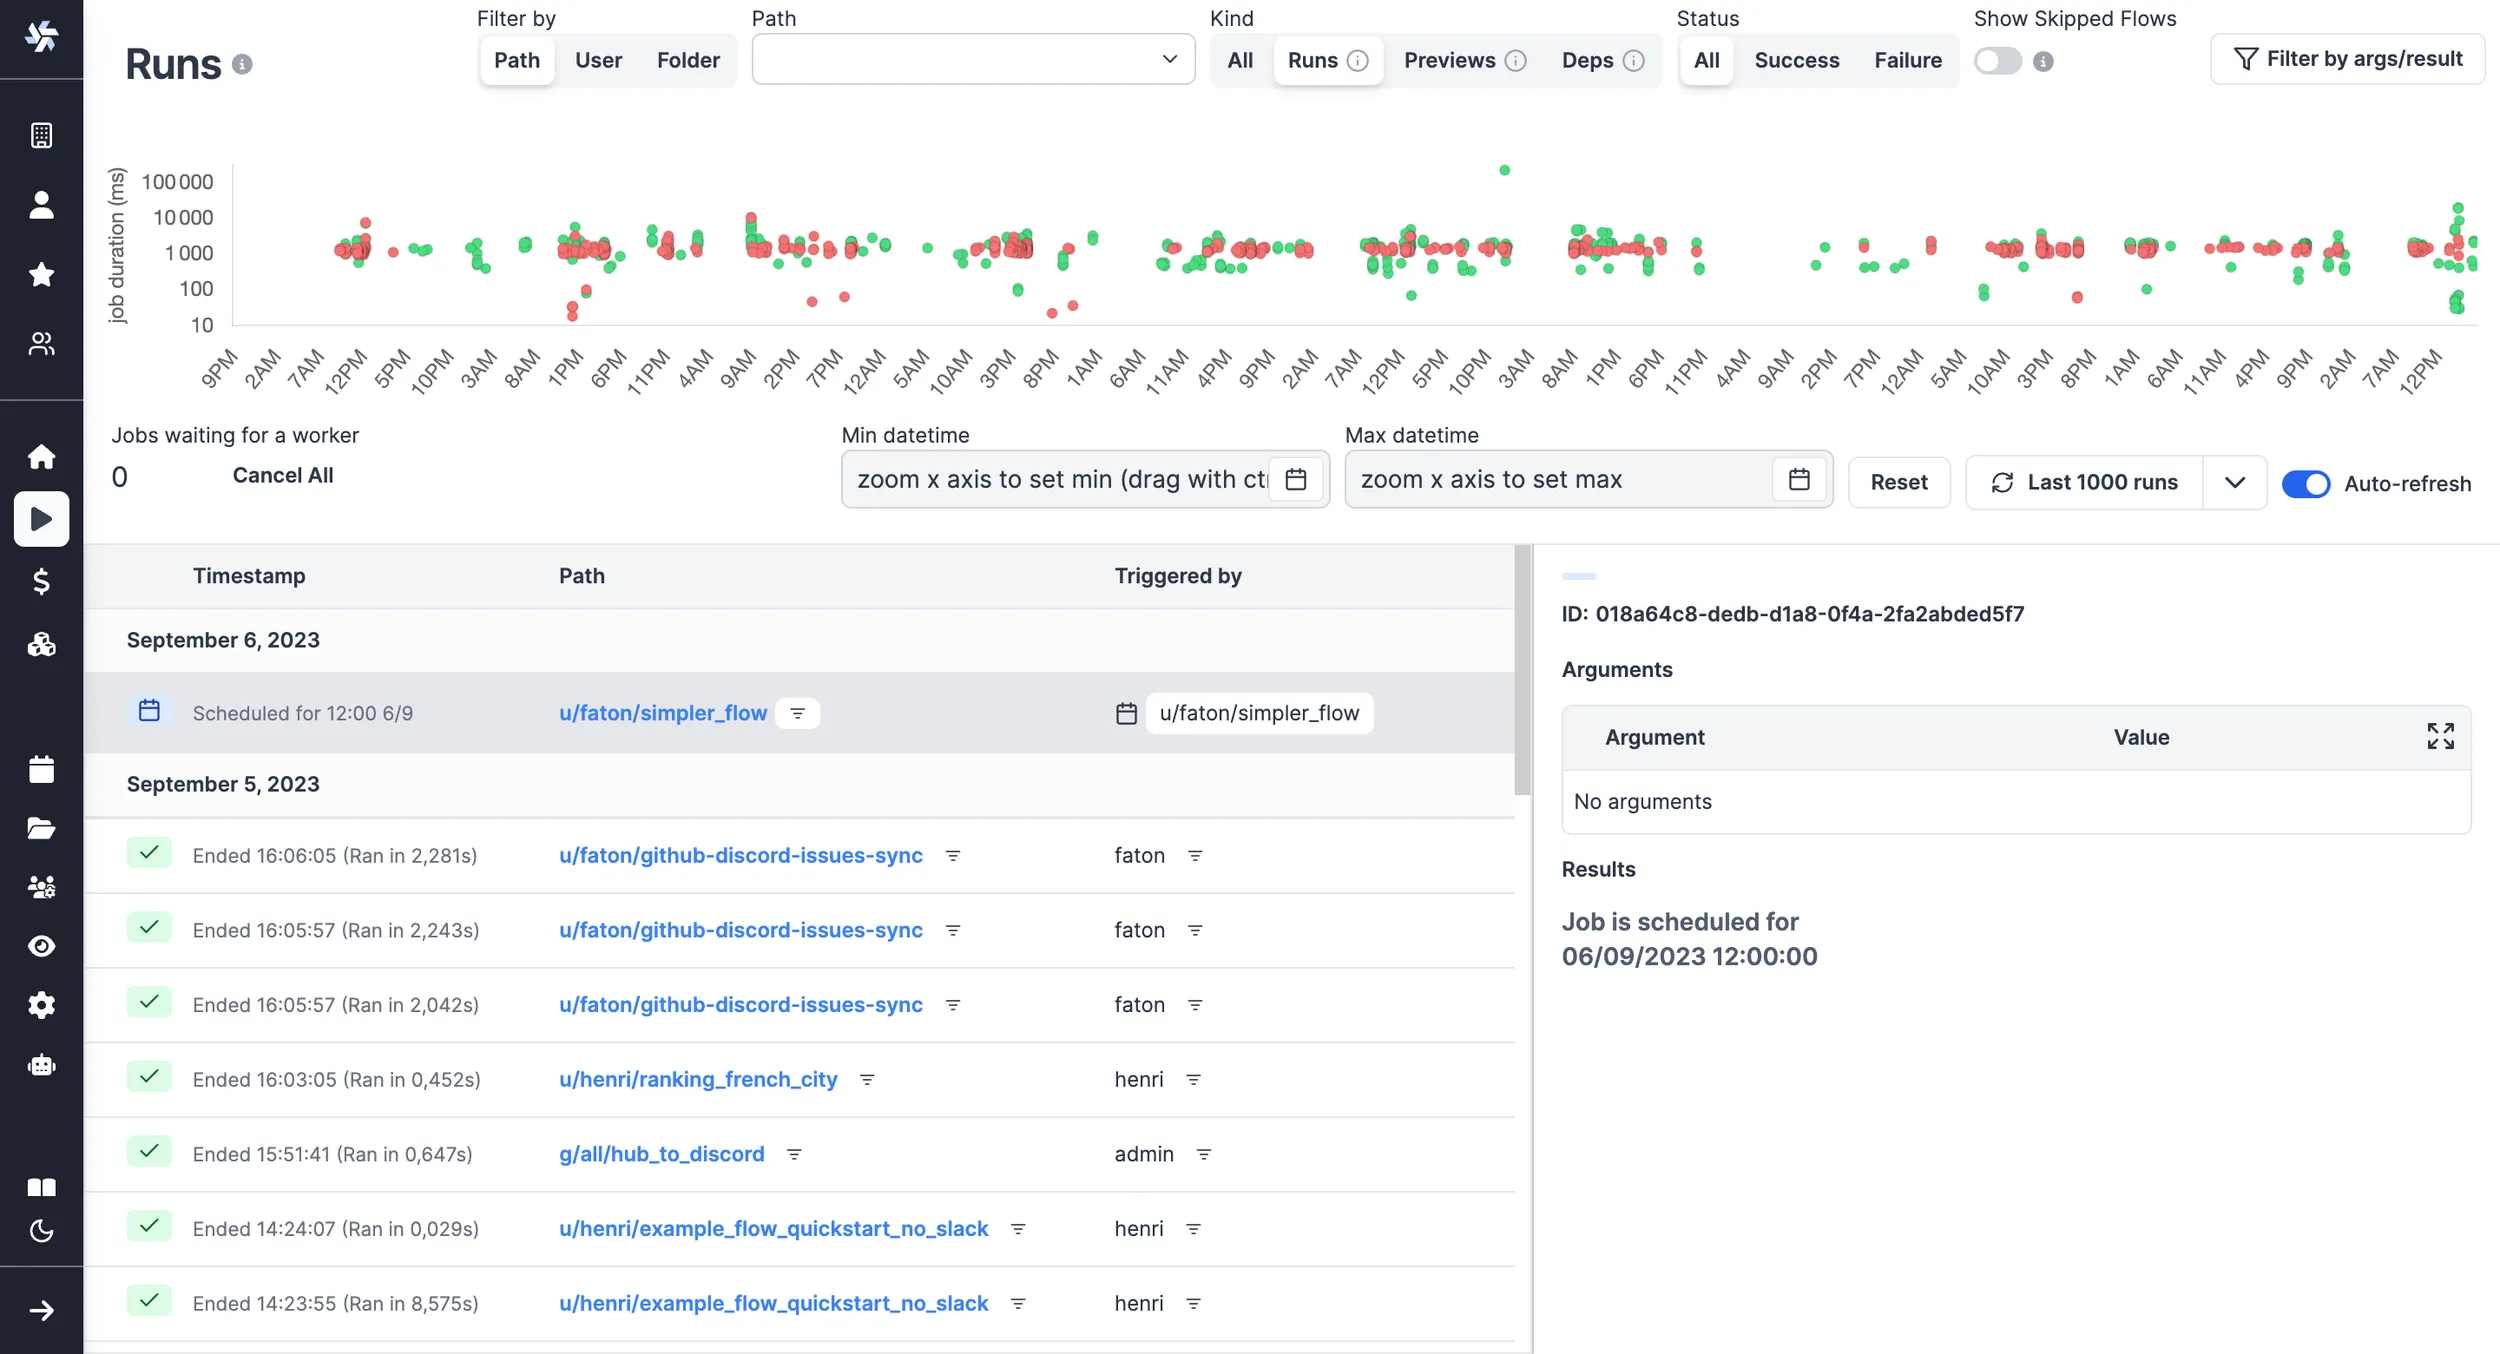 Runs
Filter by
Path User Folder
Path
Kind
All Runs Previews Deps
Status
All Success Failure
Show Skipped Flows
Filter by args/result
job duration (ms)
100 000
10 000
1 000
100
10
9PM 2AM 7AM 12PM 5PM 10PM 3AM 8AM 1PM 6PM 11PM 4AM 9AM 2PM 7PM 12AM 5AM 10AM 3PM 8PM 1AM 6AM 11AM 4PM 9PM 2AM 7AM 12PM 5PM 10PM 3AM 8AM 1PM 6PM 11PM 4AM 9AM 2PM 7PM 12AM 5AM 10AM 3PM 8PM 1AM 6AM 11AM 4PM 9PM 2AM 7AM 12PM
Jobs waiting for a worker
0 Cancel All
Min datetime
zoom x axis to set min (drag with ctr
Max datetime
zoom x axis to set max
Reset
Last 1000 runs
Auto-refresh
Timestamp Path Triggered by
September 6, 2023
Scheduled for 12:00 6/9 u/faton/simpler_flow u/faton/simpler_flow
September 5, 2023
Ended 16:06:05 (Ran in 2,281s) u/faton/github-discord-issues-sync faton
Ended 16:05:57 (Ran in 2,243s) u/faton/github-discord-issues-sync faton
Ended 16:05:57 (Ran in 2,042s) u/faton/github-discord-issues-sync faton
Ended 16:03:05 (Ran in 0,452s) u/henri/ranking_french_city henri
Ended 15:51:41 (Ran in 0,647s) g/all/hub_to_discord admin
Ended 14:24:07 (Ran in 0,029s) u/henri/example_flow_quickstart_no_slack henri
Ended 14:23:55 (Ran in 8,575s) u/henri/example_flow_quickstart_no_slack henri
ID: 018a64c8-dedb-d1a8-0f4a-2fa2abded5f7
Arguments
Argument Value
No arguments
Results
Job is scheduled for
06/09/2023 12:00:00